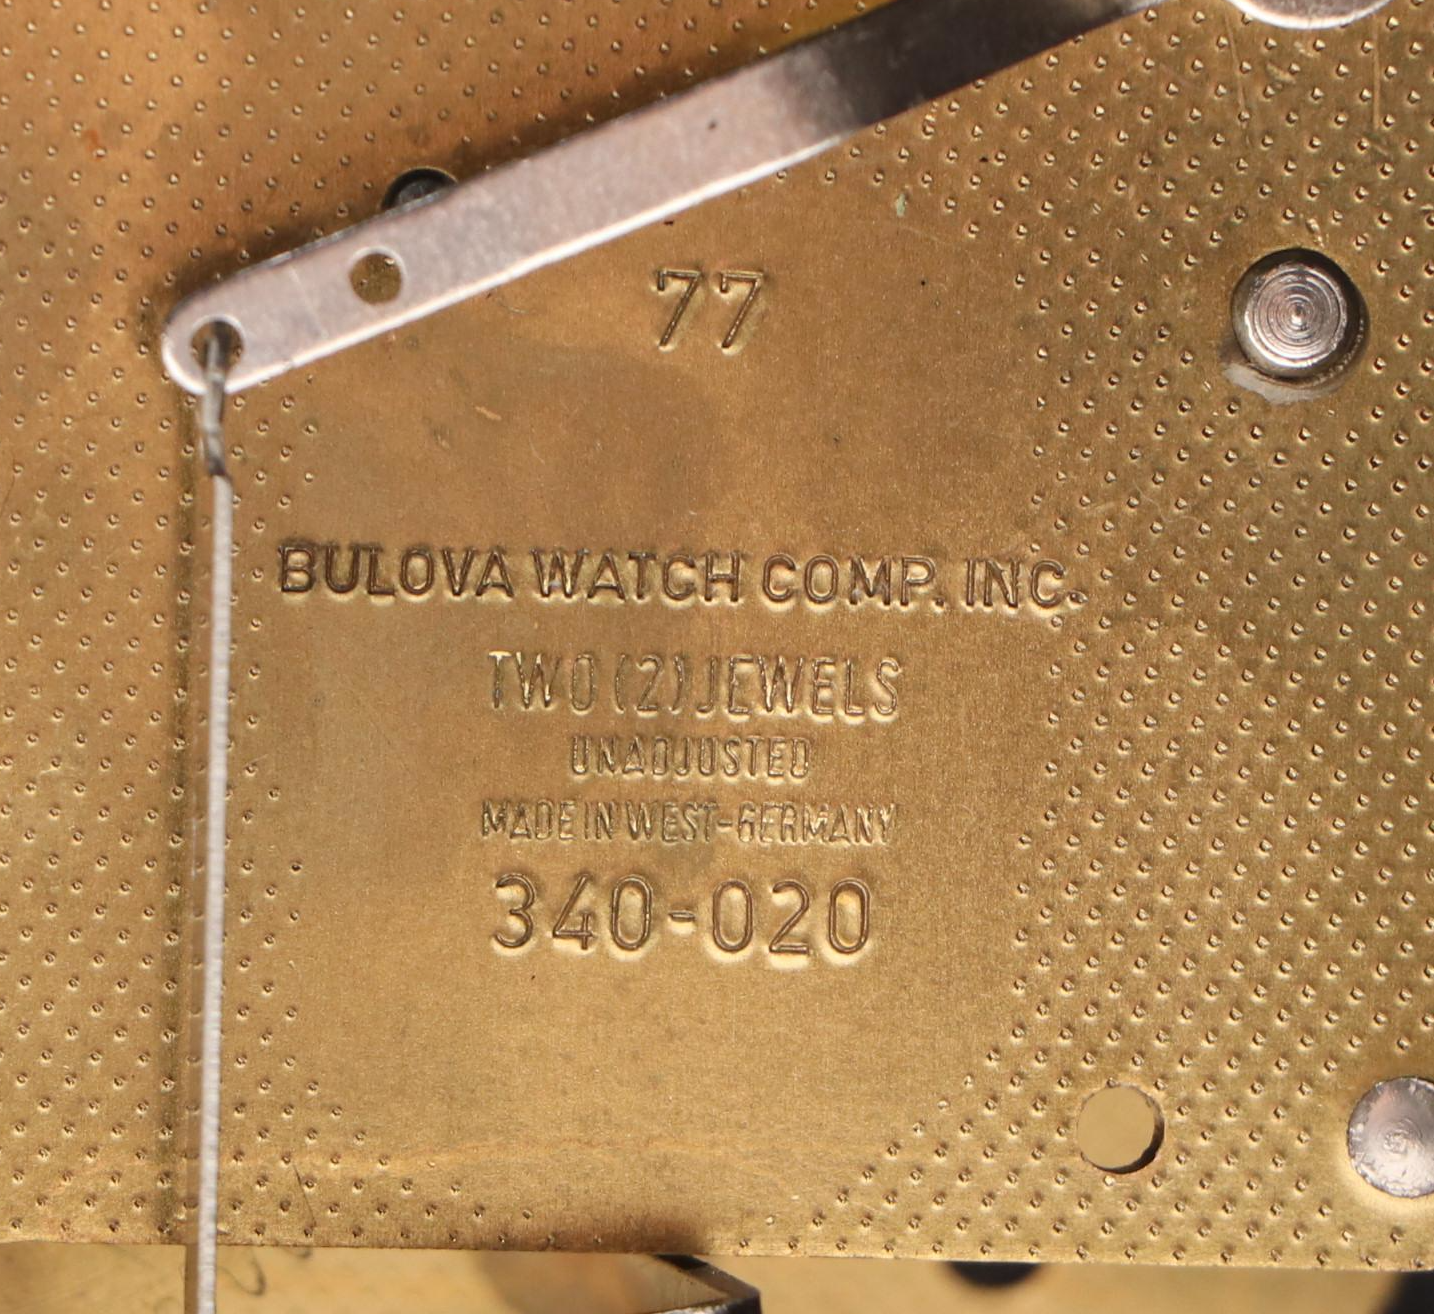 77
BULOVA WATCH COMP. INC.
TWO (2) JEWELS
UNADJUSTED
MADE IN WEST-GERMANY
340-020